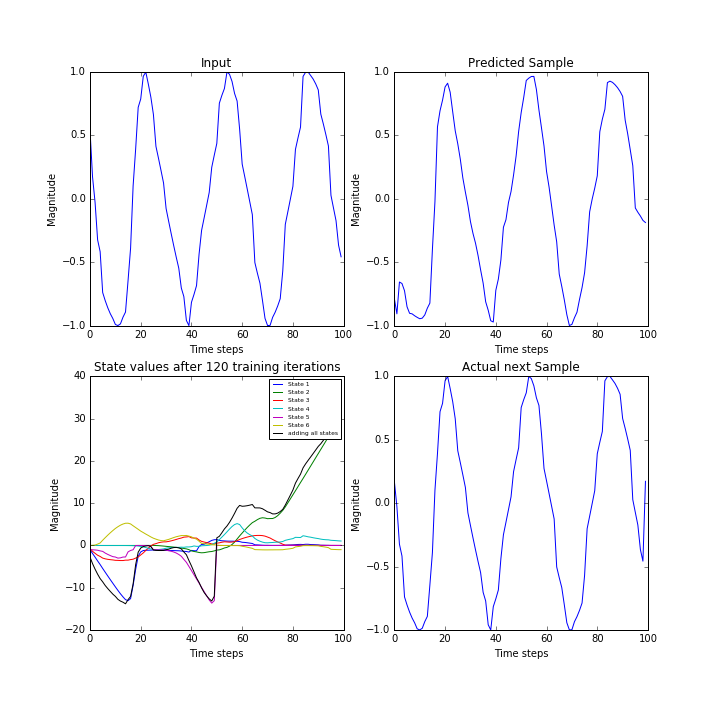 Input
Magnitude
1.0
0.5
0.0
−0.5
−1.0
0 20 40 60 80 100
Time steps
Predicted Sample
Magnitude
1.0
0.5
0.0
−0.5
−1.0
0 20 40 60 80 100
Time steps
State values after 120 training iterations
Magnitude
40
30
20
10
0
−10
−20
0 20 40 60 80 100
Time steps
State 1
State 2
State 3
State 4
State 5
State 6
adding all states
Actual next Sample
Magnitude
1.0
0.5
0.0
−0.5
−1.0
0 20 40 60 80 100
Time steps